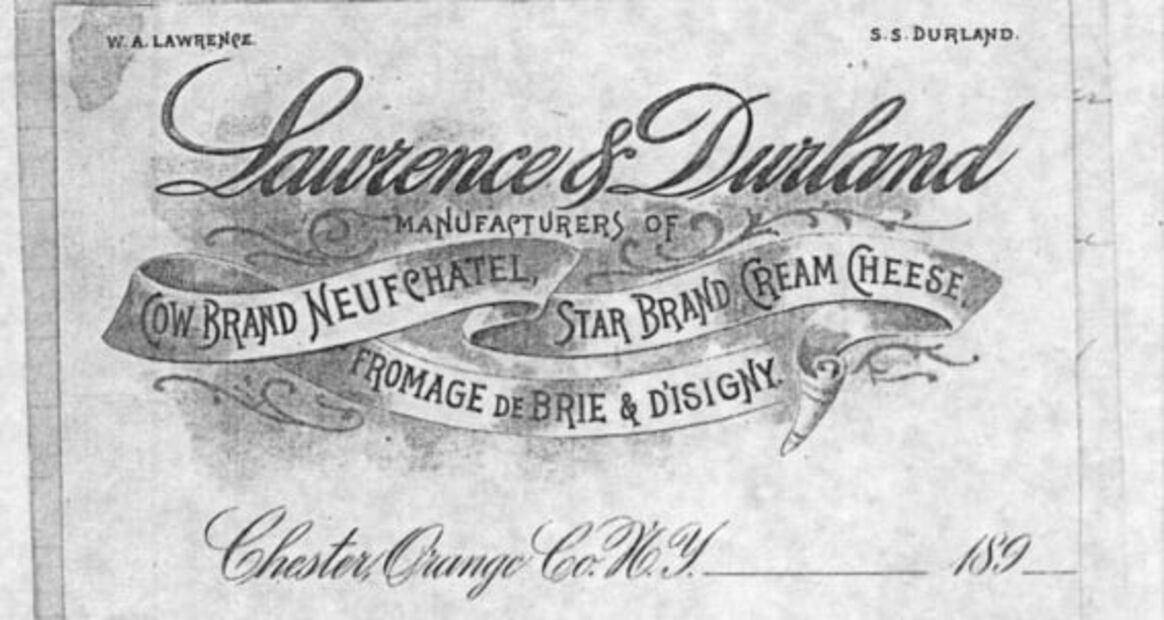 W. A. LAWRENCE.
S. S. DURLAND.
Lawrence & Durland
MANUFACTURERS OF
COW BRAND NEUFCHATEL,
STAR BRAND CREAM CHEESE,
FROMAGE DE BRIE & D'ISIGNY.
Chester, Orange Co. N. Y. 189